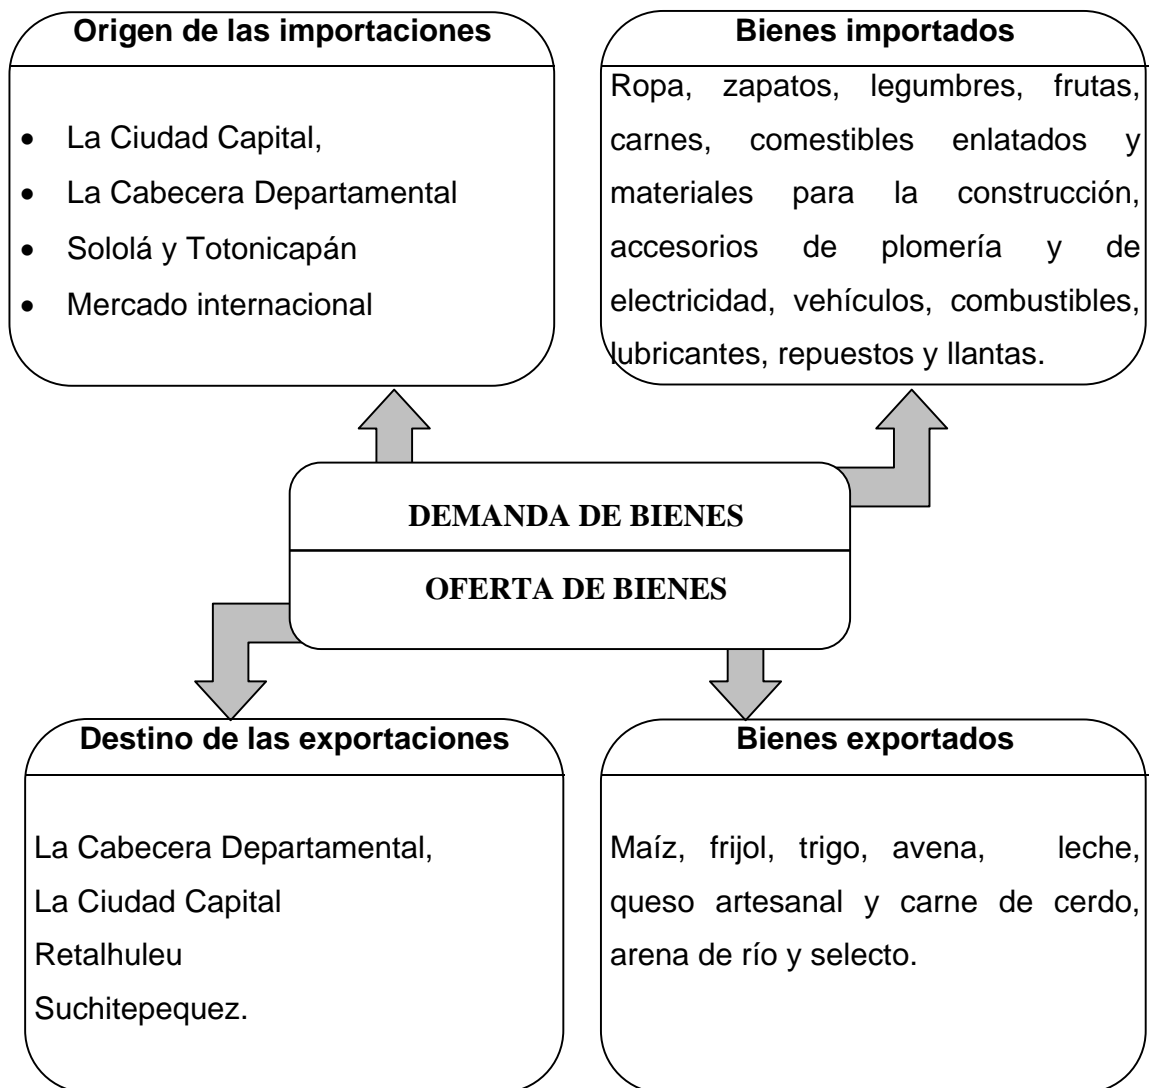 Origen de las importaciones
• La Ciudad Capital,
• La Cabecera Departamental
• Sololá y Totonicapán
• Mercado internacional
Bienes importados
Ropa, zapatos, legumbres, frutas,
carnes, comestibles enlatados y
materiales para la construcción,
accesorios de plomería y de
electricidad, vehículos, combustibles,
lubricantes, repuestos y llantas.
DEMANDA DE BIENES
OFERTA DE BIENES
Destino de las exportaciones
La Cabecera Departamental,
La Ciudad Capital
Retalhuleu
Suchitepequez.
Bienes exportados
Maíz, frijol, trigo, avena, leche,
queso artesanal y carne de cerdo,
arena de río y selecto.